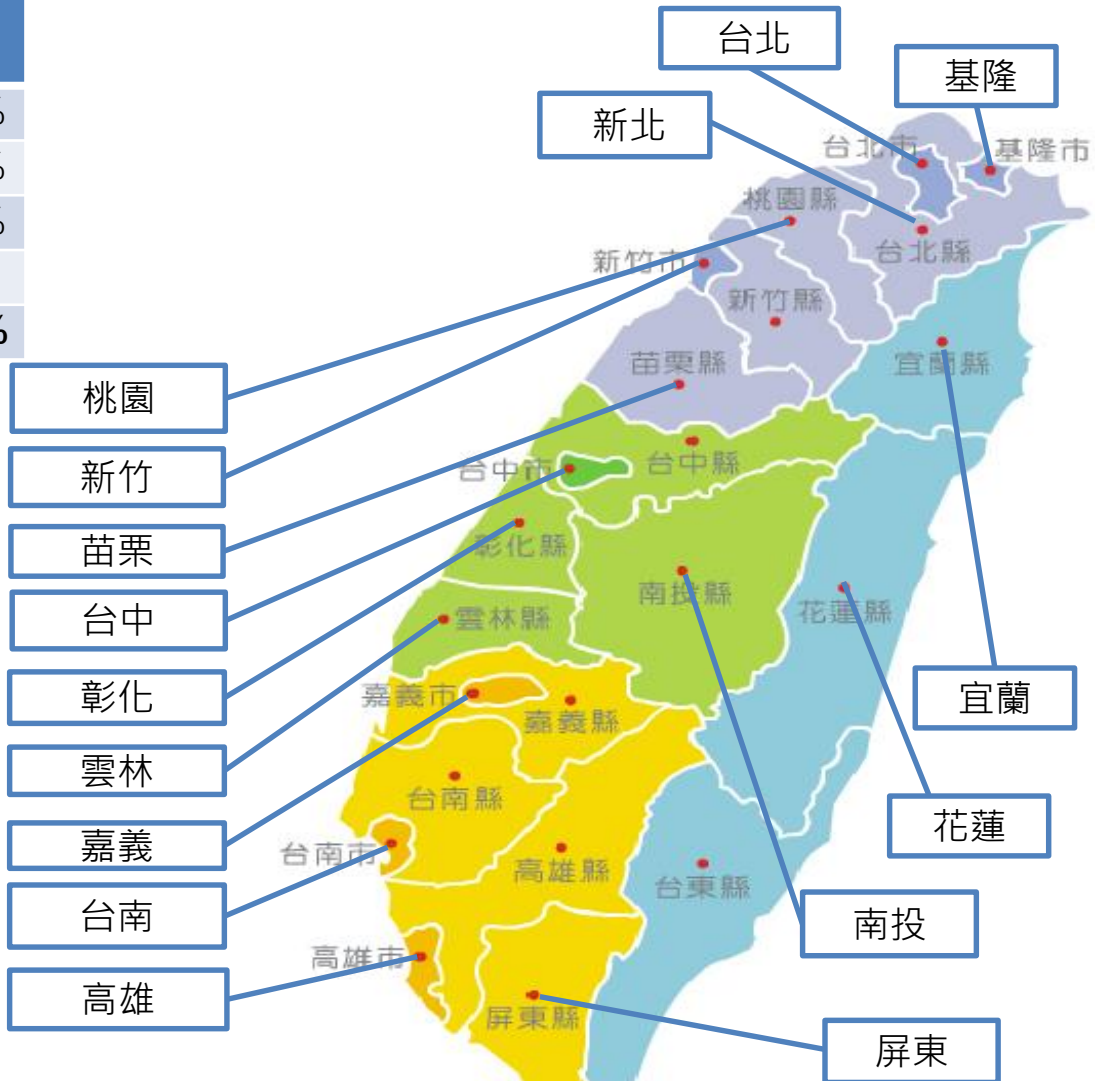 %
%
%
%
台北
基隆
新北
桃園
新竹
苗栗
台中
彰化
雲林
嘉義
台南
高雄
宜蘭
花蓮
南投
屏東
台北市
基隆市
桃園縣
台北縣
新竹市
新竹縣
苗栗縣
宜蘭縣
台中市
台中縣
彰化縣
南投縣
花蓮縣
雲林縣
嘉義市
嘉義縣
台南縣
台南市
高雄縣
台東縣
高雄市
屏東縣